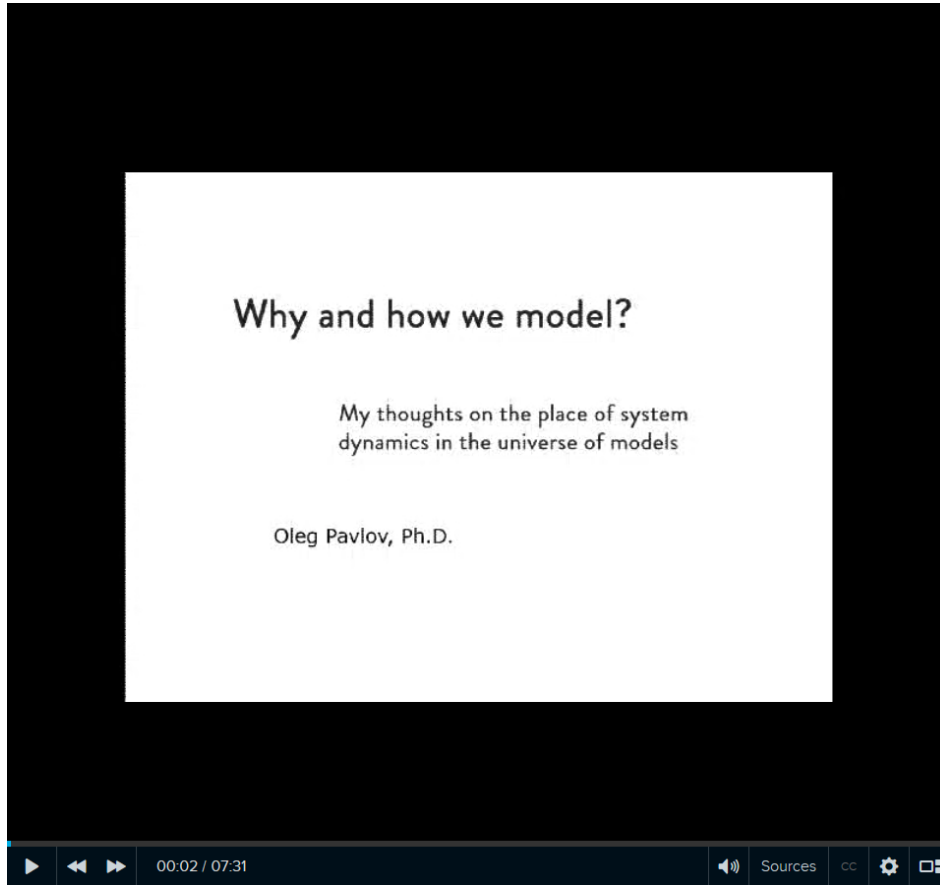 Why and how we model?
My thoughts on the place of system
dynamics in the universe of models
Oleg Pavlov, Ph.D.
00:02 / 07:31
Sources
CC